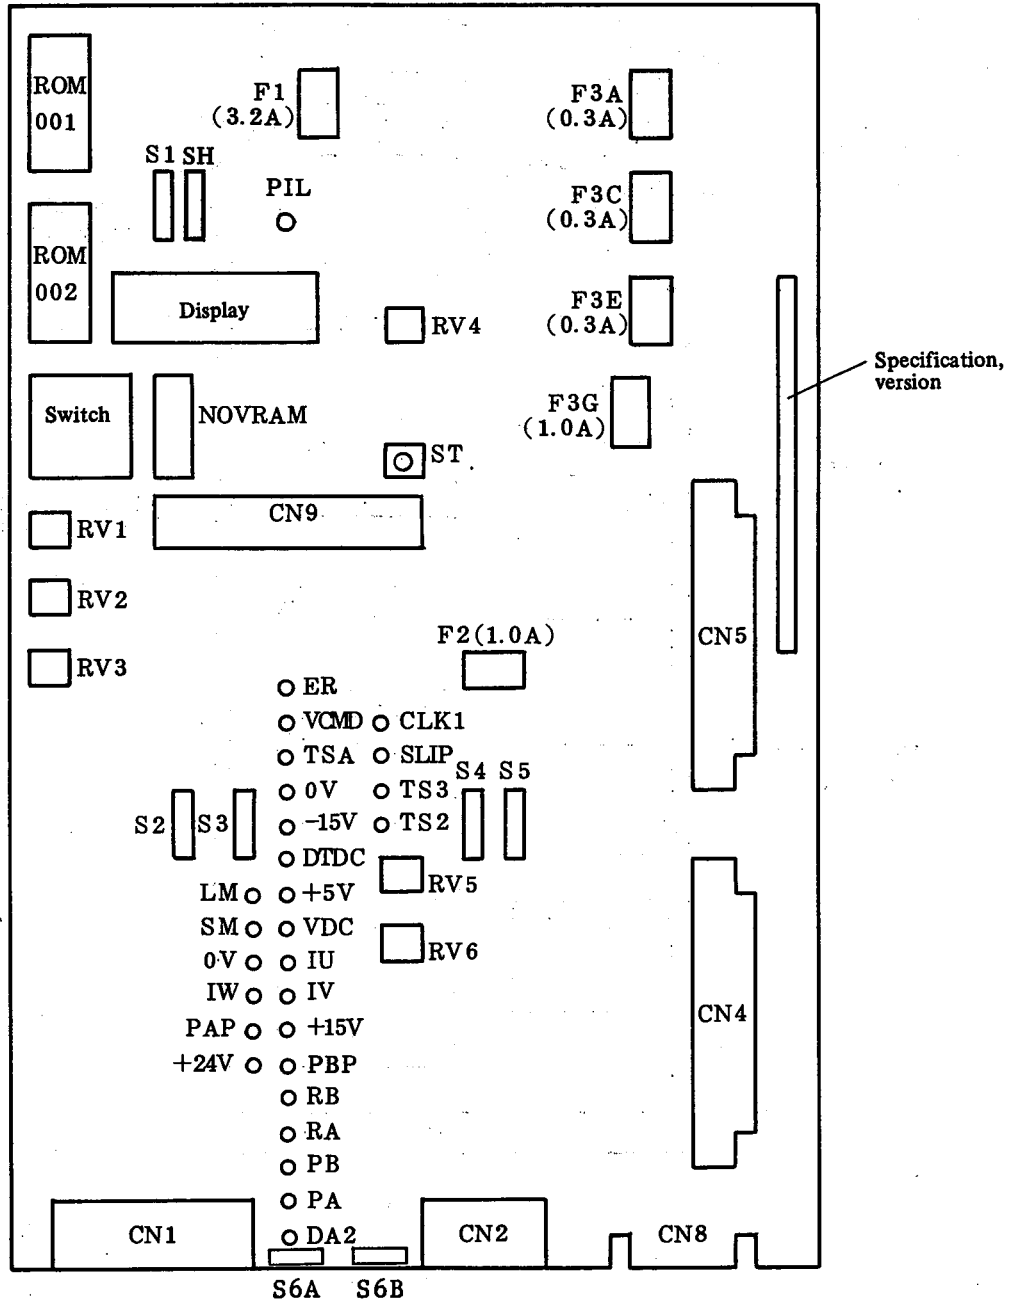 ROM
001
F1
(3.2A)
F3A
(0.3A)
S1 SH
PIL
F3C
(0.3A)
ROM
002
Display
RV4
F3E
(0.3A)
Specification,
version
Switch
NOVRAM
F3G
(1.0A)
ST
CN9
RV1
RV2
F2(1.0A)
CN5
RV3
ER
VCMD
CLK1
TSA
SLIP
S4 S5
0V
TS3
S2
S3
-15V
TS2
DTDC
RV5
LM
+5V
SM
VDC
RV6
0V
IU
IW
IV
CN4
PAP
+15V
+24V
PBP
RB
RA
PB
PA
CN1
DA2
CN2
CN8
S6A
S6B